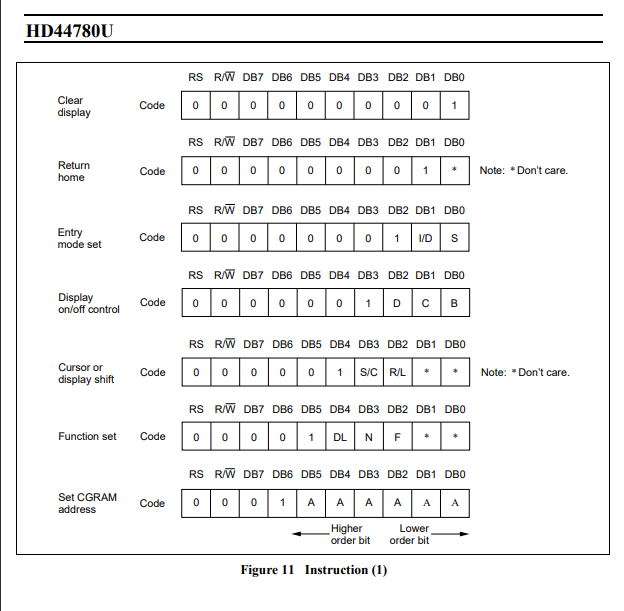 HD44780U
RS R/W̅ DB7 DB6 DB5 DB4 DB3 DB2 DB1 DB0
Clear display Code 0 0 0 0 0 0 0 0 0 1
RS R/W̅ DB7 DB6 DB5 DB4 DB3 DB2 DB1 DB0
Return home Code 0 0 0 0 0 0 0 0 1 * Note: * Don't care.
RS R/W̅ DB7 DB6 DB5 DB4 DB3 DB2 DB1 DB0
Entry mode set Code 0 0 0 0 0 0 0 1 I/D S
RS R/W̅ DB7 DB6 DB5 DB4 DB3 DB2 DB1 DB0
Display on/off control Code 0 0 0 0 0 0 1 D C B
RS R/W̅ DB7 DB6 DB5 DB4 DB3 DB2 DB1 DB0
Cursor or display shift Code 0 0 0 0 0 1 S/C R/L * * Note: * Don't care.
RS R/W̅ DB7 DB6 DB5 DB4 DB3 DB2 DB1 DB0
Function set Code 0 0 0 0 1 DL N F * *
RS R/W̅ DB7 DB6 DB5 DB4 DB3 DB2 DB1 DB0
Set CGRAM address Code 0 0 0 1 A A A A A A
Higher order bit Lower order bit
Figure 11 Instruction (1)